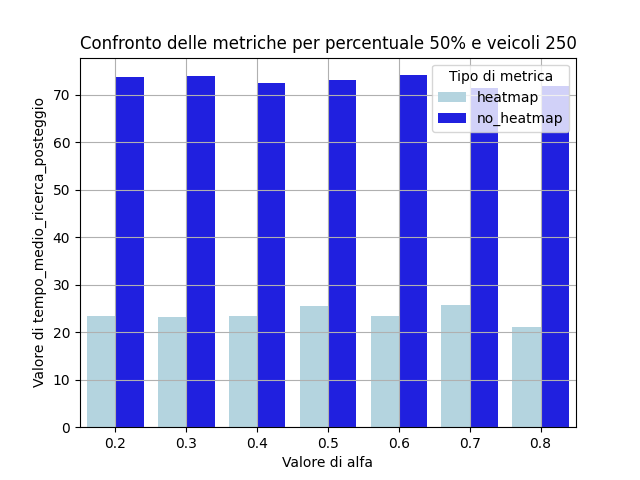 Confronto delle metriche per percentuale 50% e veicoli 250
Valore di tempo_medio_ricerca_posteggio
70
60
50
40
30
20
10
0
Tipo di metrica
heatmap
no_heatmap
0.2 0.3 0.4 0.5 0.6 0.7 0.8
Valore di alfa